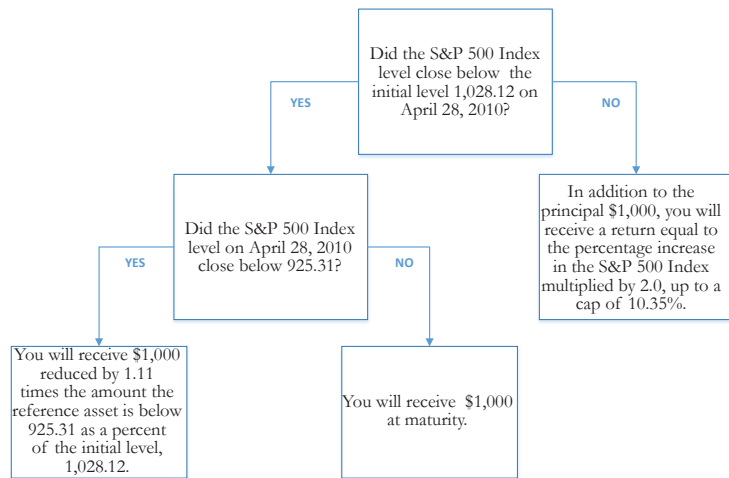 Did the S&P 500 Index
level close below the
initial level 1,028.12 on
April 28, 2010?
YES
NO
Did the S&P 500 Index
level on April 28, 2010
close below 925.31?
In addition to the
principal $1,000, you will
receive a return equal to
the percentage increase
in the S&P 500 Index
multiplied by 2.0, up to a
cap of 10.35%.
YES
NO
You will receive $1,000
reduced by 1.11
times the amount the
reference asset is below
925.31 as a percent
of the initial level,
1,028.12.
You will receive $1,000
at maturity.